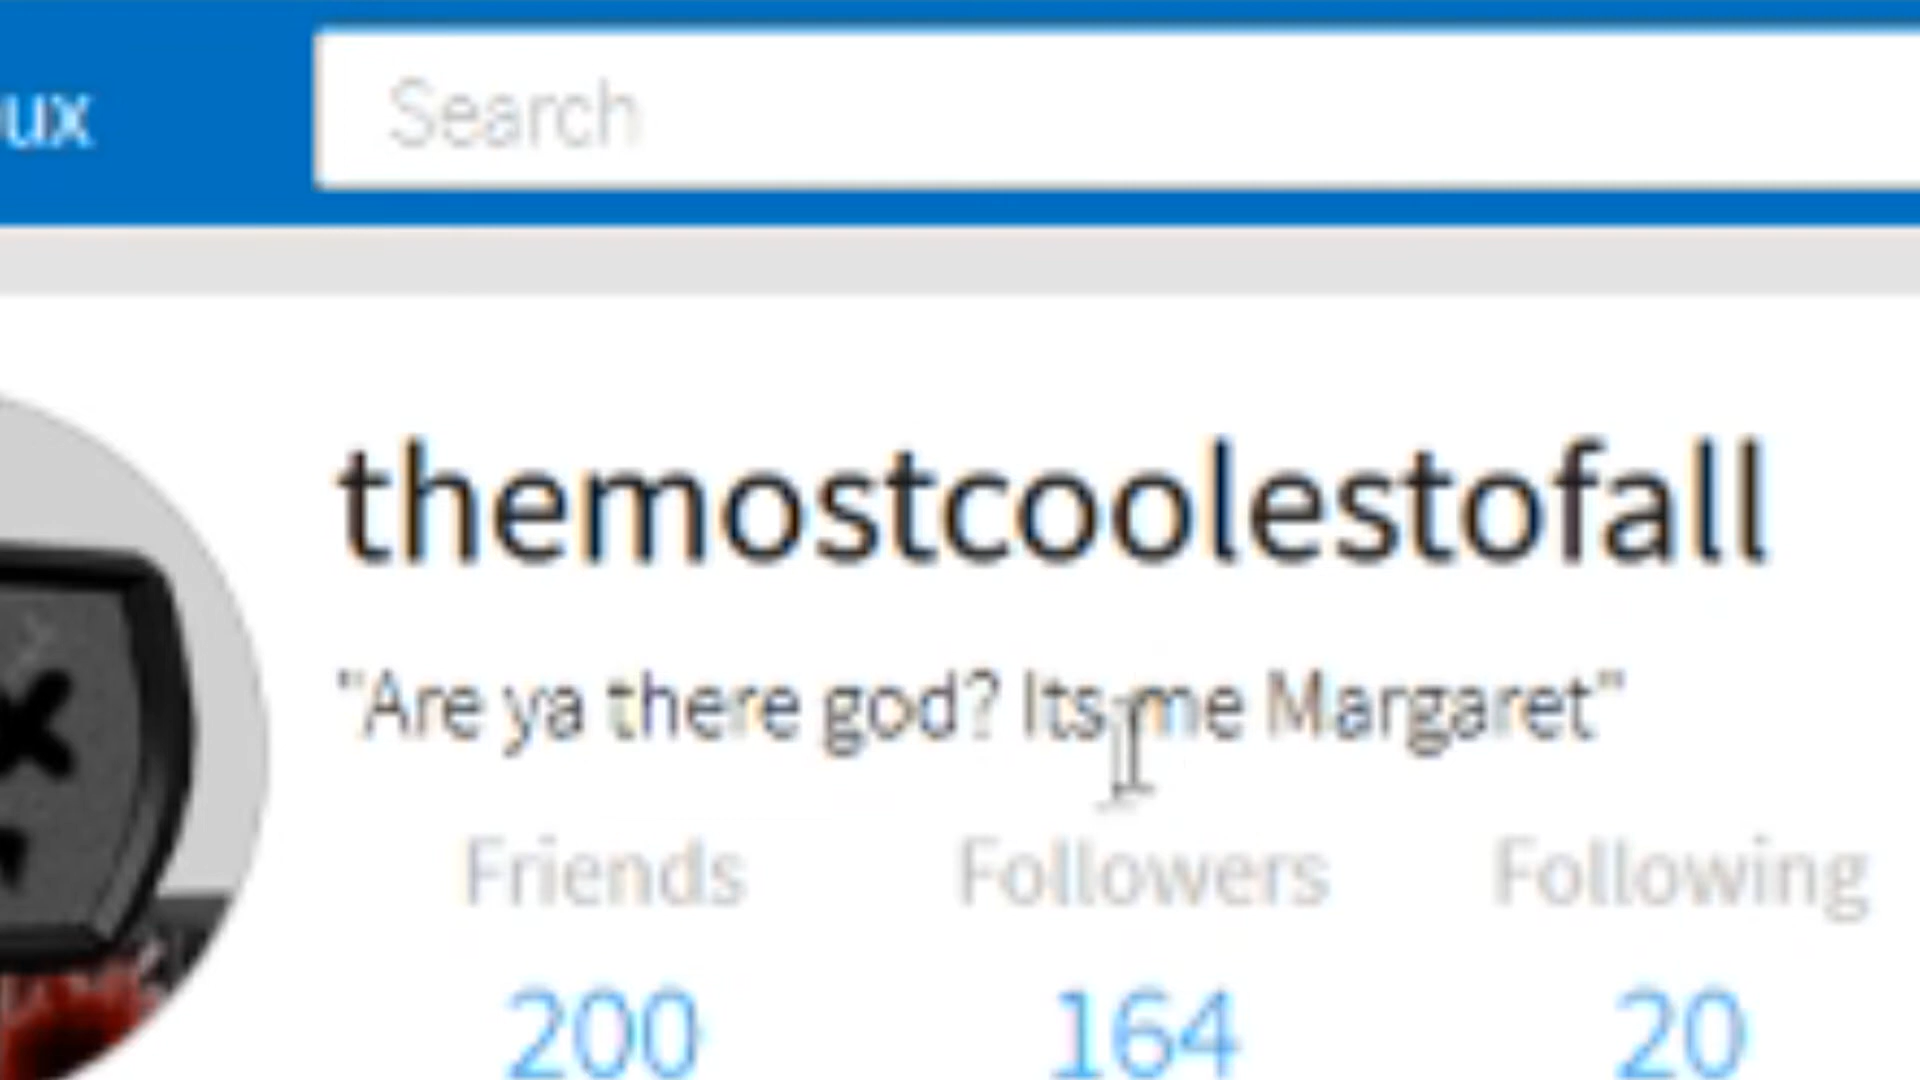 ux
Search
themostcoolestofall
"Are ya there god? Its me Margaret"
Friends Followers Following
200 164 20